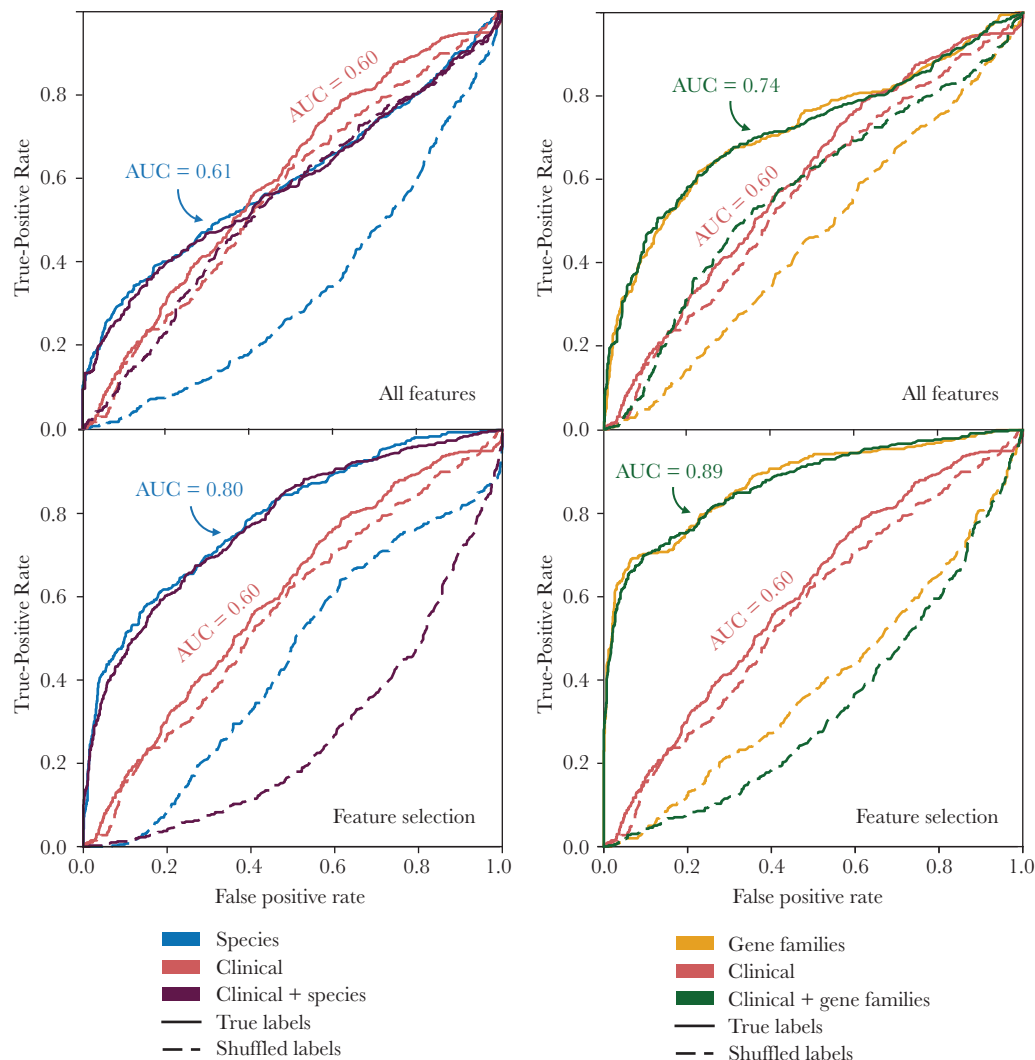 1.0
1.0
0.8
0.6
0.4
0.2
0.0
True-Positive Rate
AUC = 0.60
AUC = 0.61
All features
0.8
0.6
0.4
0.2
0.0
True-Positive Rate
AUC = 0.74
AUC = 0.60
All features
0.8
0.6
0.4
0.2
0.0
True-Positive Rate
AUC = 0.80
AUC = 0.60
Feature selection
0.0 0.2 0.4 0.6 0.8 1.0
False positive rate
0.8
0.6
0.4
0.2
0.0
True-Positive Rate
AUC = 0.89
AUC = 0.60
Feature selection
0.0 0.2 0.4 0.6 0.8 1.0
False positive rate
Species
Clinical
Clinical + species
True labels
Shuffled labels
Gene families
Clinical
Clinical + gene families
True labels
Shuffled labels